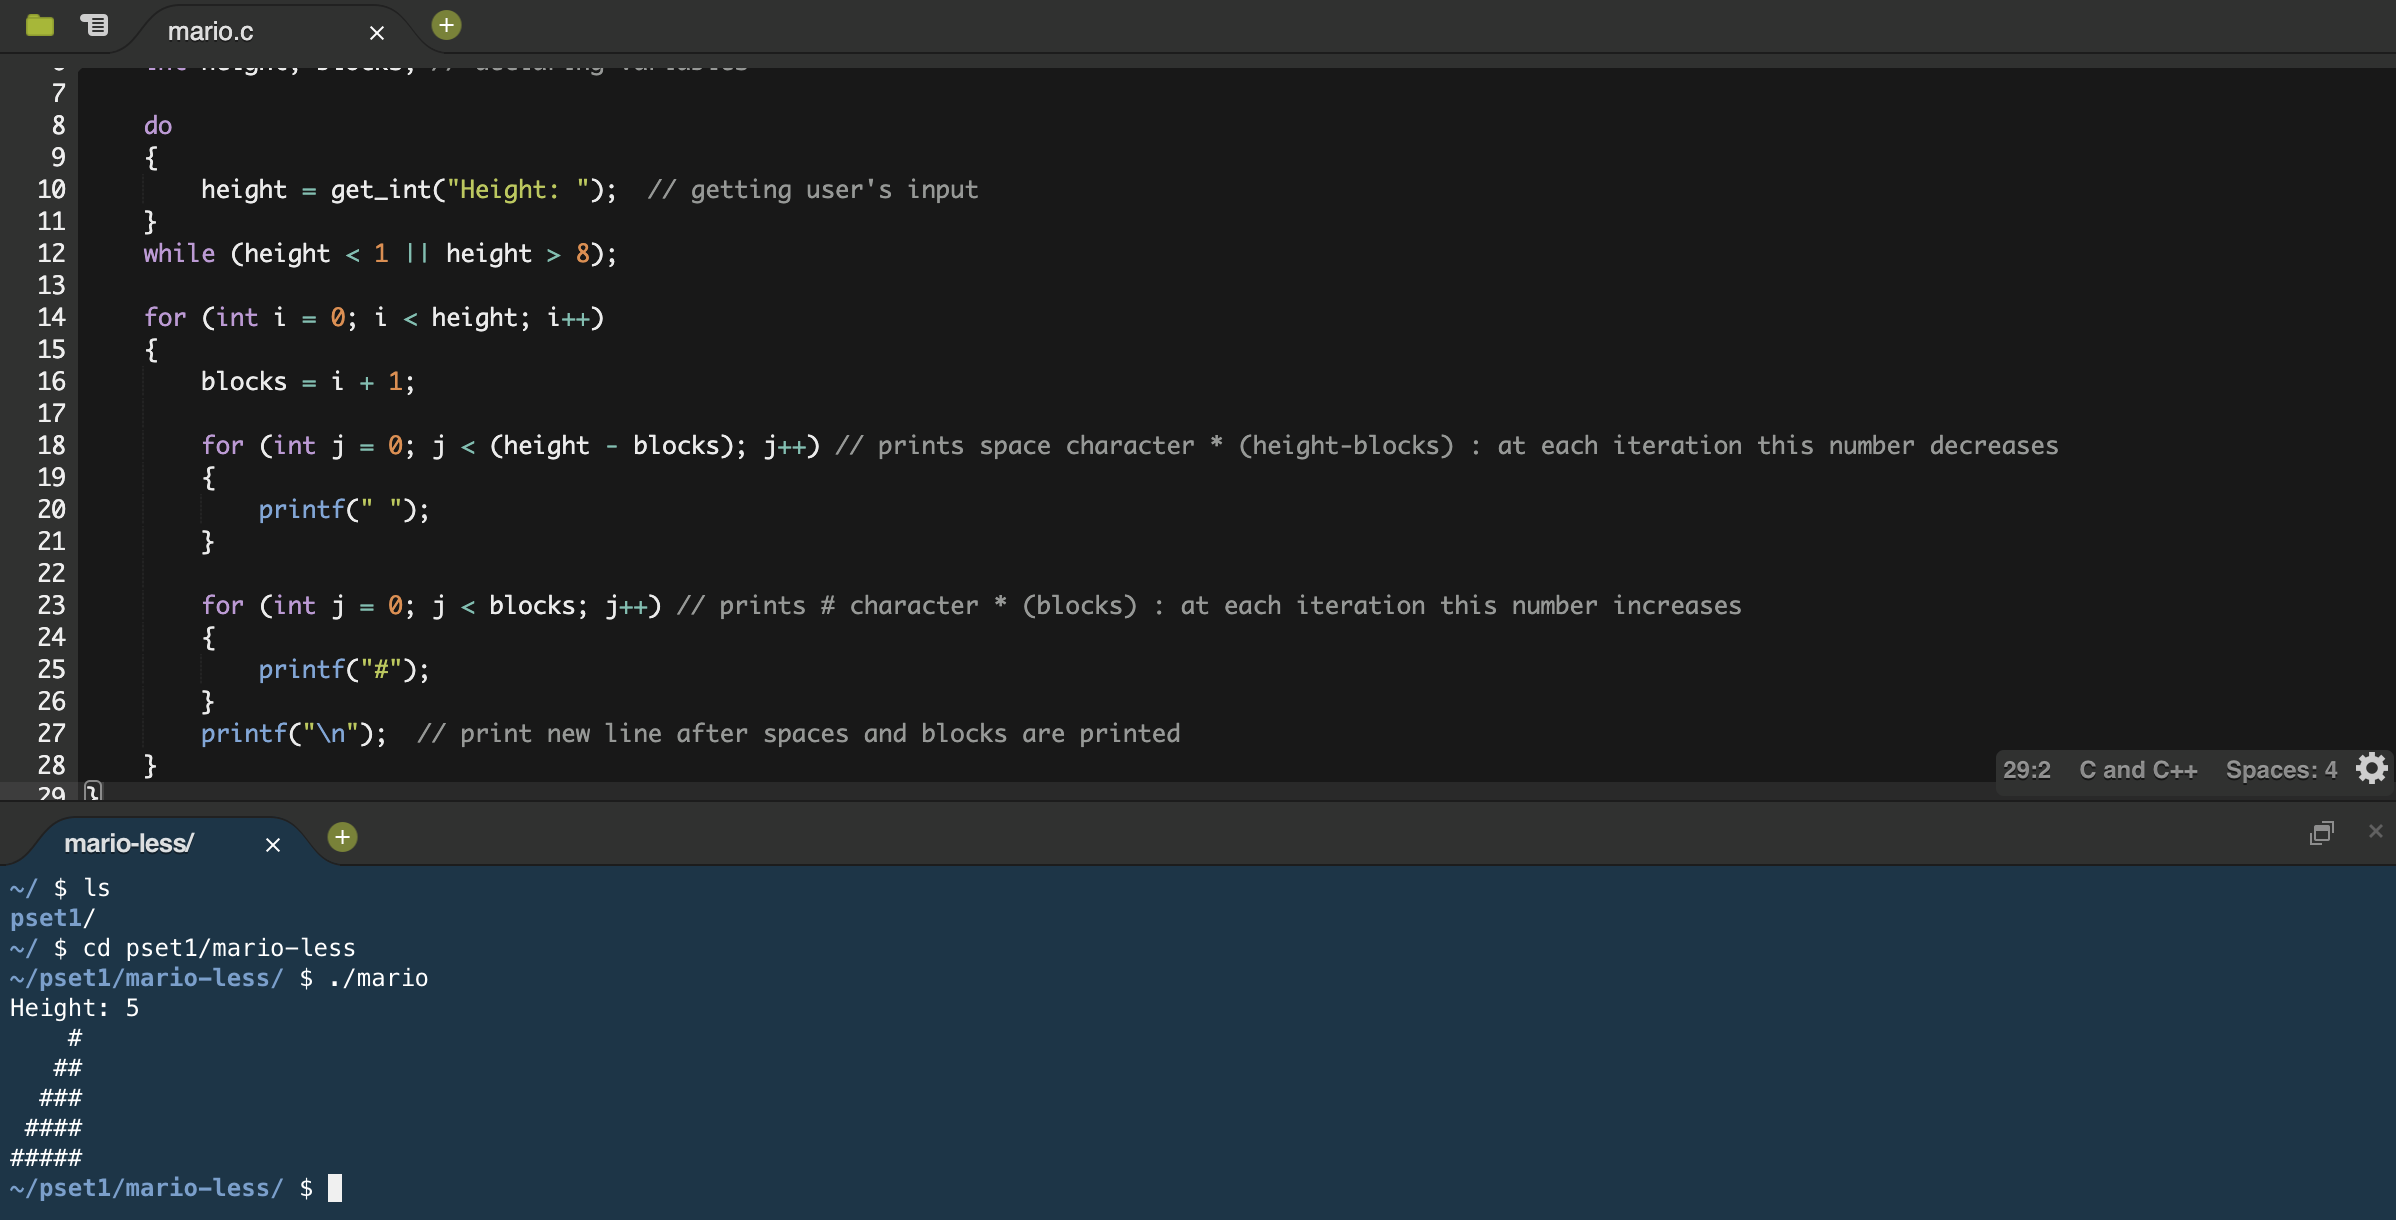 mario.c
int height, blocks; // declaring variables
7
8     do
9     {
10         height = get_int("Height: ");  // getting user's input
11     }
12     while (height < 1 || height > 8);
13
14     for (int i = 0; i < height; i++)
15     {
16         blocks = i + 1;
17
18         for (int j = 0; j < (height - blocks); j++) // prints space character * (height-blocks) : at each iteration this number decreases
19         {
20             printf(" ");
21         }
22
23         for (int j = 0; j < blocks; j++) // prints # character * (blocks) : at each iteration this number increases
24         {
25             printf("#");
26         }
27         printf("\n");  // print new line after spaces and blocks are printed
28     }
29 }
29:2 C and C++ Spaces: 4
mario-less/
~/ $ ls
pset1/
~/ $ cd pset1/mario-less
~/pset1/mario-less/ $ ./mario
Height: 5
    #
   ##
  ###
 ####
#####
~/pset1/mario-less/ $